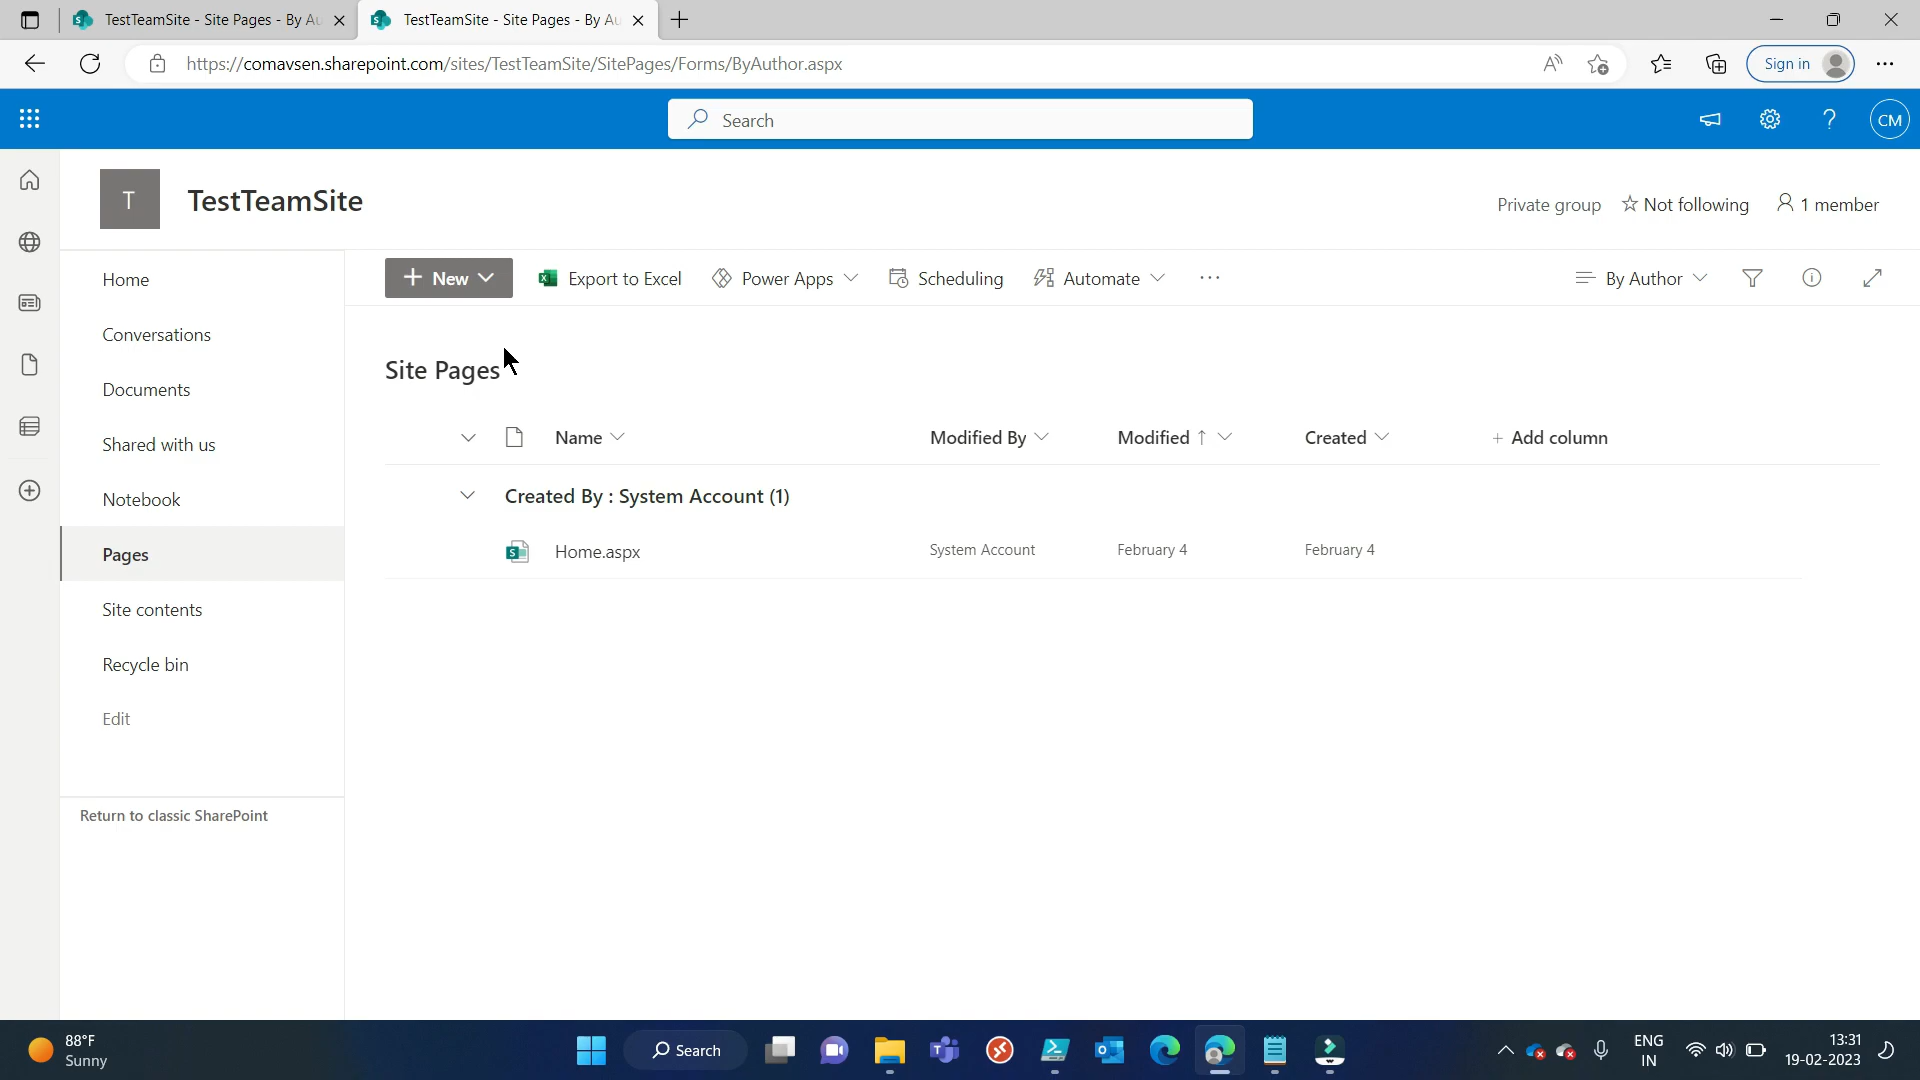 TestTeamSite - Site Pages - By Au
TestTeamSite - Site Pages - By Au
https://comavsen.sharepoint.com/sites/TestTeamSite/SitePages/Forms/ByAuthor.aspx
Sign in
Search
CM
T
TestTeamSite
Private group
Not following
1 member
Home
Conversations
Documents
Shared with us
Notebook
Pages
Site contents
Recycle bin
Edit
Return to classic SharePoint
New
Export to Excel
Power Apps
Scheduling
Automate
By Author
Site Pages
Name
Modified By
Modified
Created
Add column
Created By : System Account (1)
Home.aspx
System Account
February 4
February 4
88°F
Sunny
Search
ENG
IN
13:31
19-02-2023